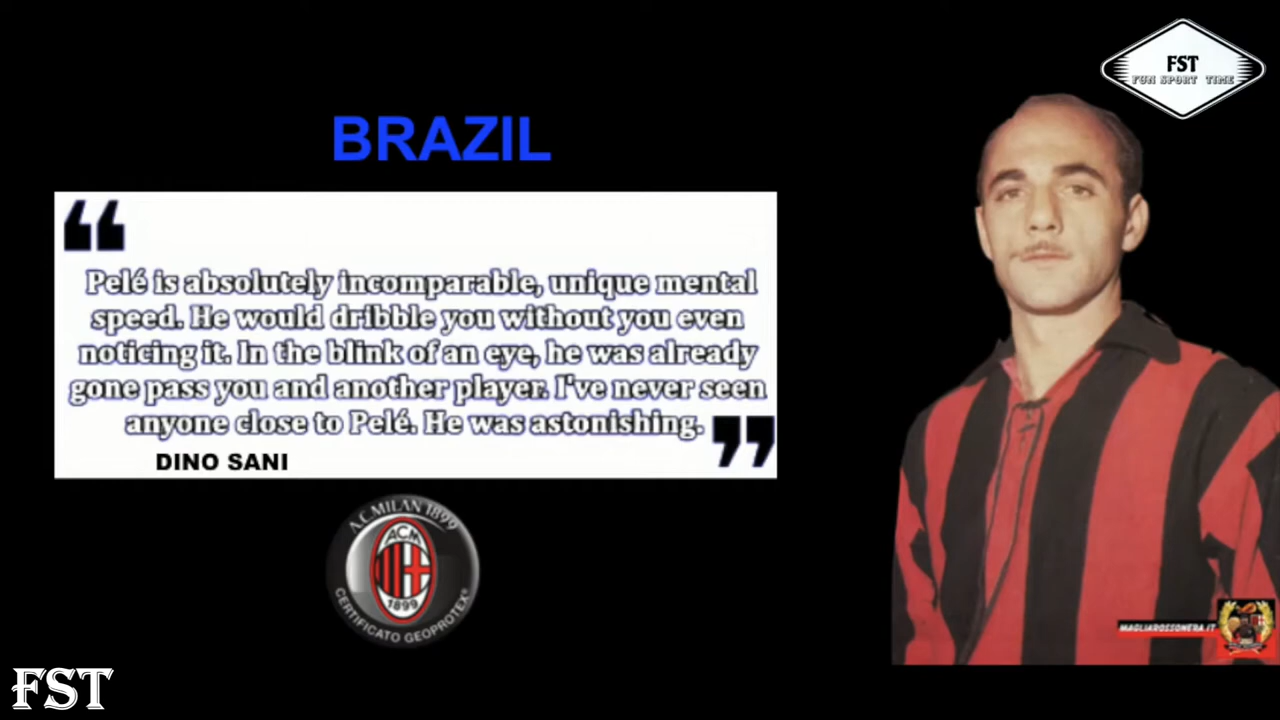 FST
FUN SPORT TIME
BRAZIL
Pelé is absolutely incomparable, unique mental
speed. He would dribble you without you even
noticing it. In the blink of an eye, he was already
gone pass you and another player. I've never seen
anyone close to Pelé. He was astonishing.
DINO SANI
A.C.MILAN 1899
ACM
1899
CERTIFICATO GEOPROTEX®
MAGLIAROSSONERA.IT
FST